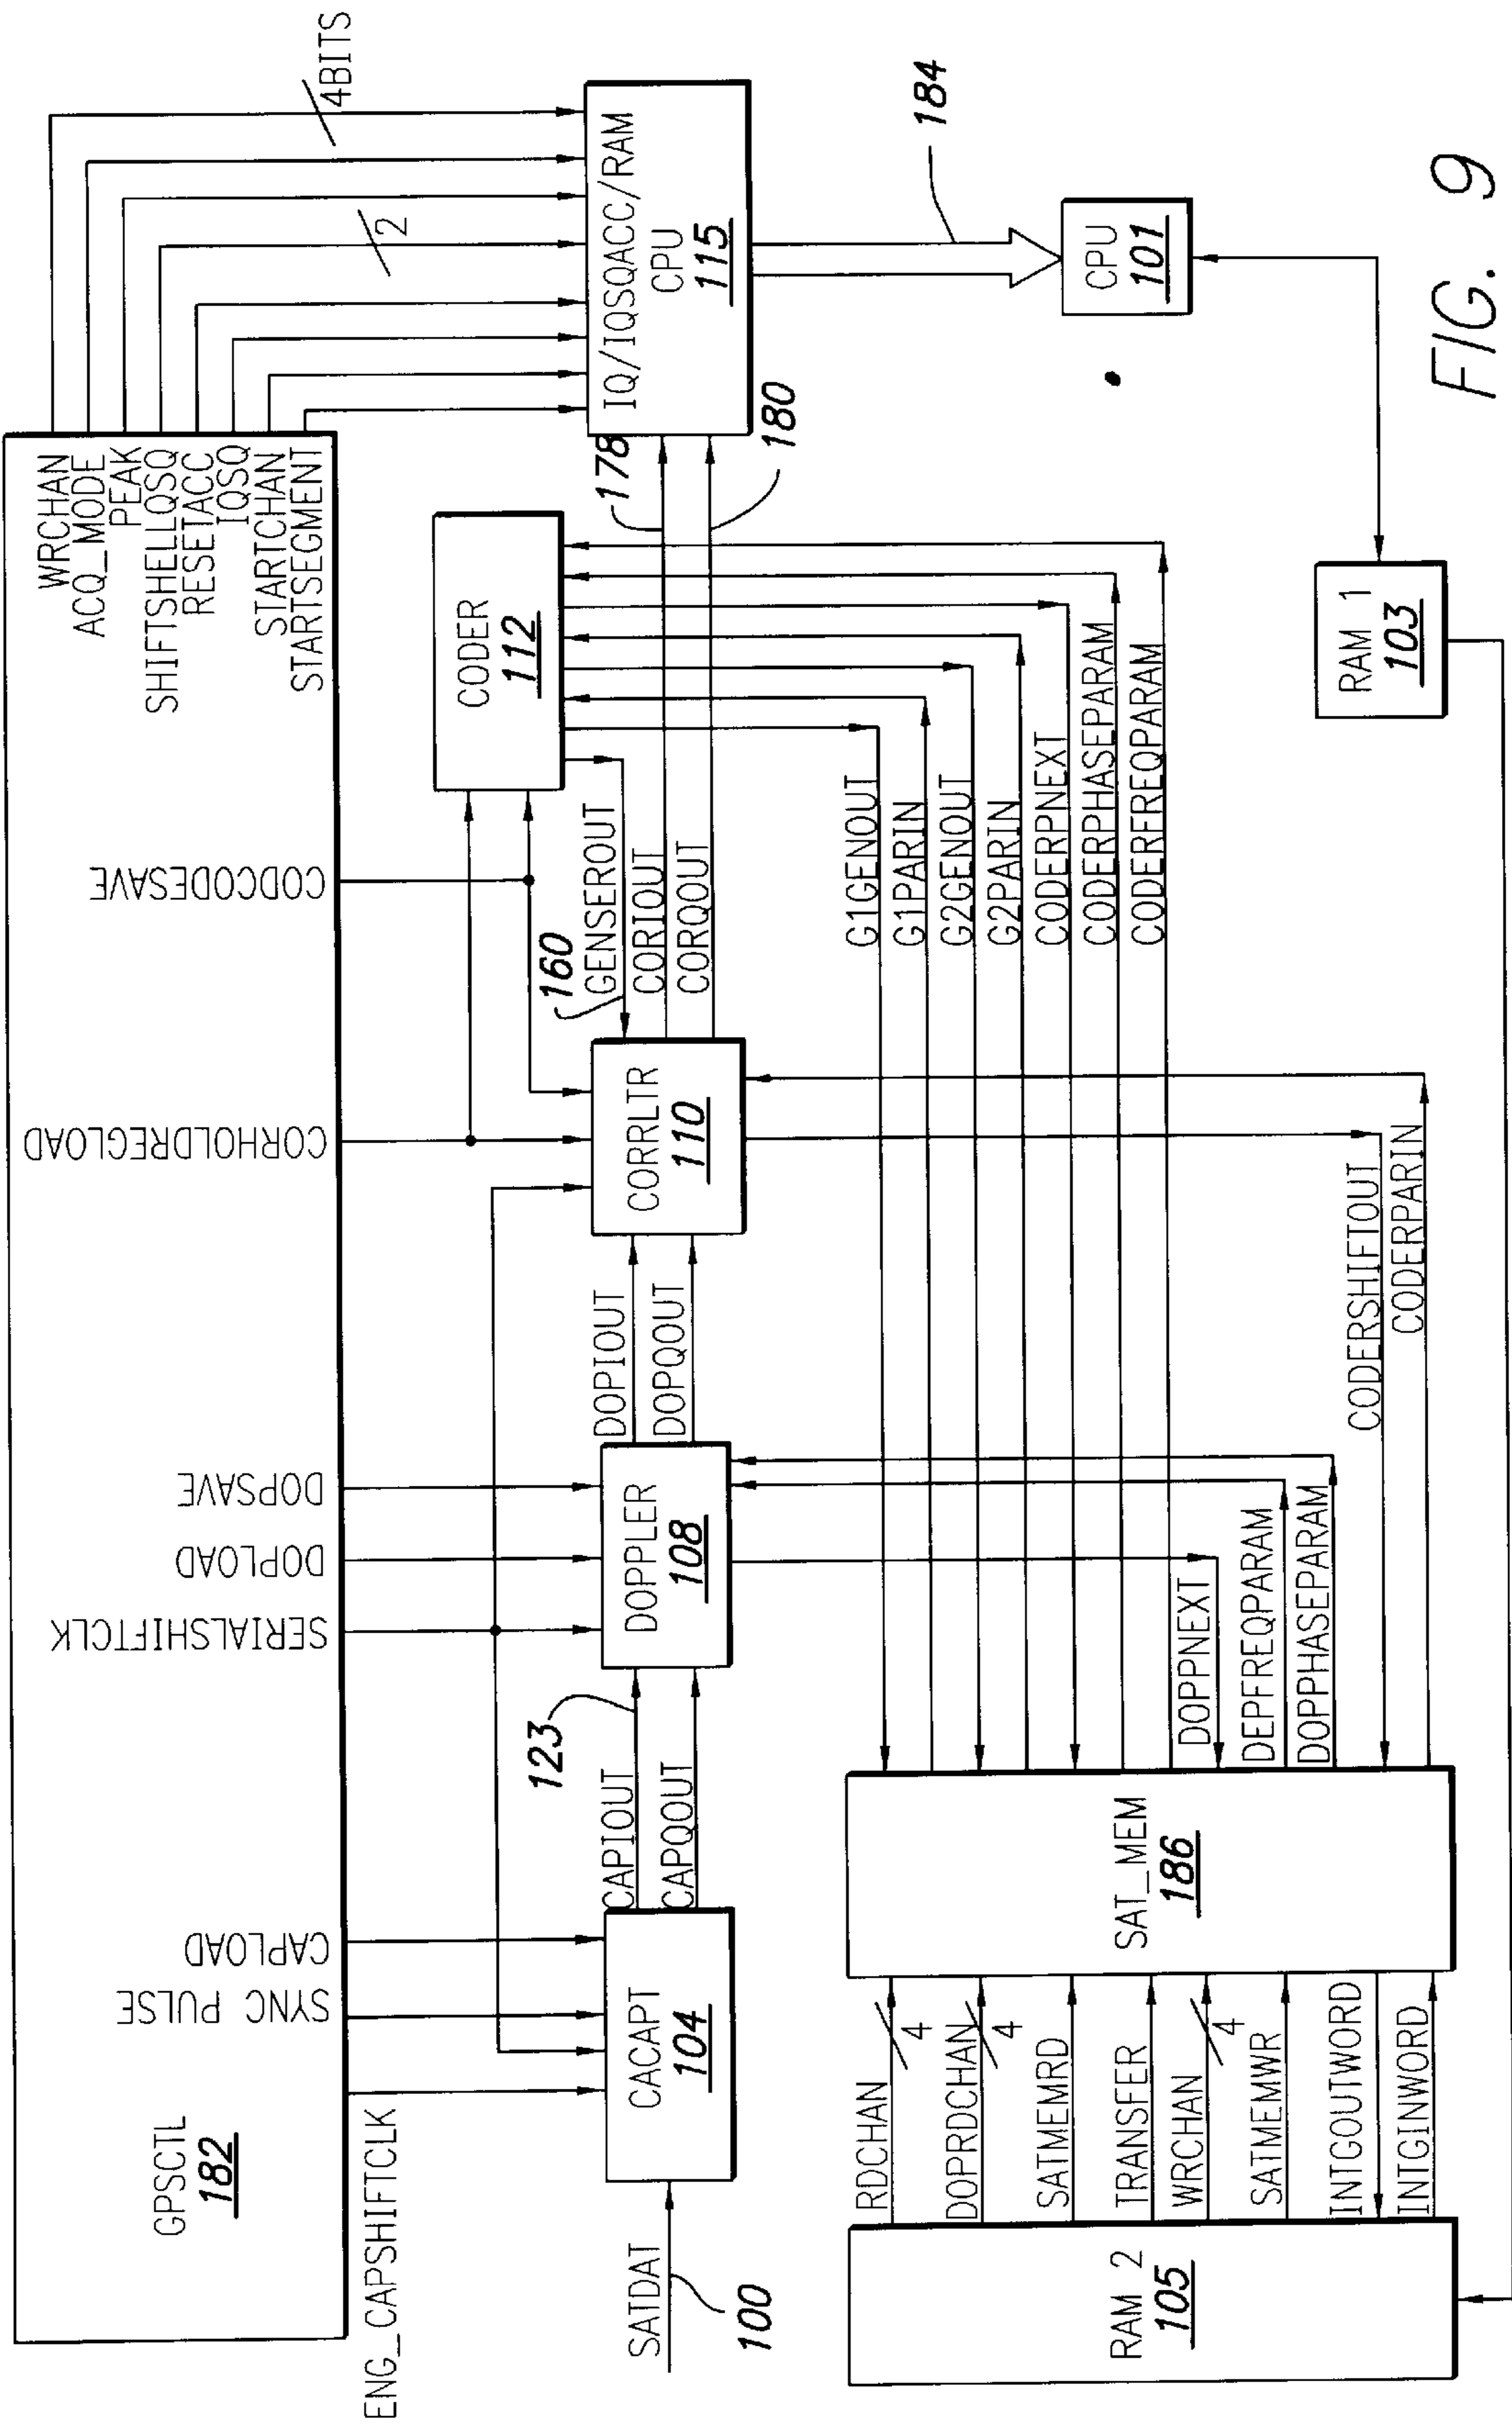 GPSCTL
182
ENG_CAPSHIFTCLK
SYNC PULSE
CAPLOAD
SERIALSHIFTCLK
DOPLOAD
DOPSAVE
CORHOLDREGLOAD
CODCODESAVE
WRCHAN
ACQ_MODE
PEAK
SHIFTSHELLQSQ
RESETACC
IQSQ
STARTCHAN
STARTSEGMENT
4BITS
2
SATDAT
100
CACAPT
104
CAPIOUT
CAPQOUT
123
DOPPLER
108
DOPIOUT
DOPQOUT
CORRLTR
110
160
GENSEROUT
CORIOUT
CORQOUT
CODER
112
178
180
IQ/IQSQACC/RAM
CPU
115
184
CPU
101
RAM 1
103
G1GENOUT
G1PARIN
G2GENOUT
G2PARIN
CODERPNEXT
CODERPHASEPARAM
CODERFREQPARAM
DOPPNEXT
DEPFREQPARAM
DOPPHASEPARAM
CODERSHIFTOUT
CODERPARIN
SAT_MEM
186
RDCHAN
4
DOPRDCHAN
4
SATMEMRD
TRANSFER
WRCHAN
4
SATMEMWR
INTGOUTWORD
INTGINWORD
RAM 2
105
FIG. 9